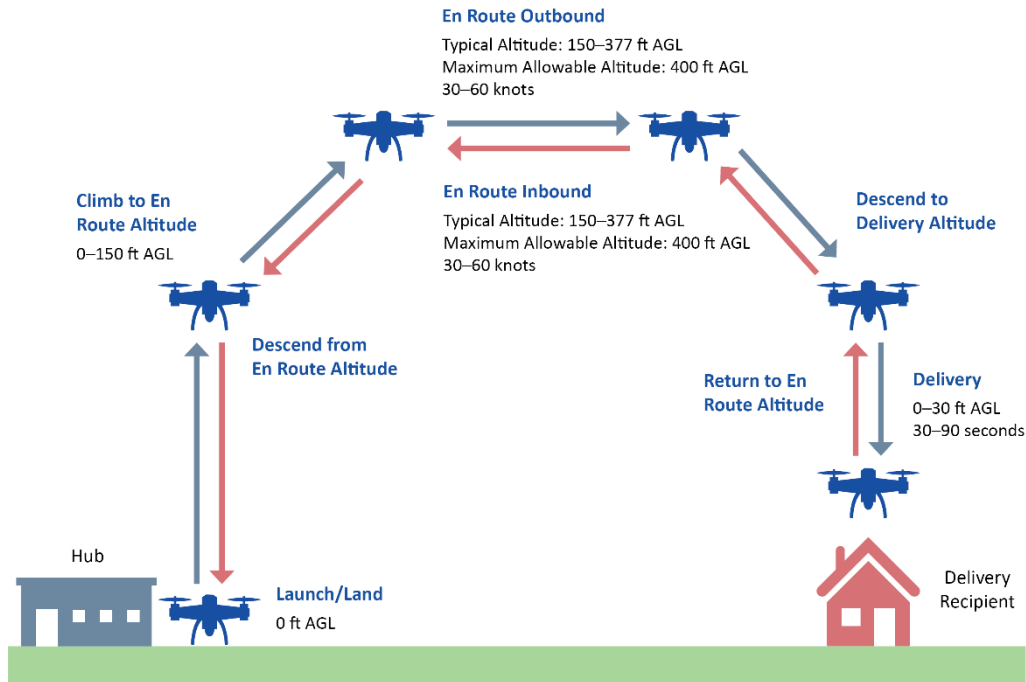 En Route Outbound
Typical Altitude: 150–377 ft AGL
Maximum Allowable Altitude: 400 ft AGL
30–60 knots
En Route Inbound
Typical Altitude: 150–377 ft AGL
Maximum Allowable Altitude: 400 ft AGL
30–60 knots
Climb to En
Route Altitude
0–150 ft AGL
Descend to
Delivery Altitude
Descend from
En Route Altitude
Return to En
Route Altitude
Delivery
0–30 ft AGL
30–90 seconds
Hub
Launch/Land
0 ft AGL
Delivery
Recipient